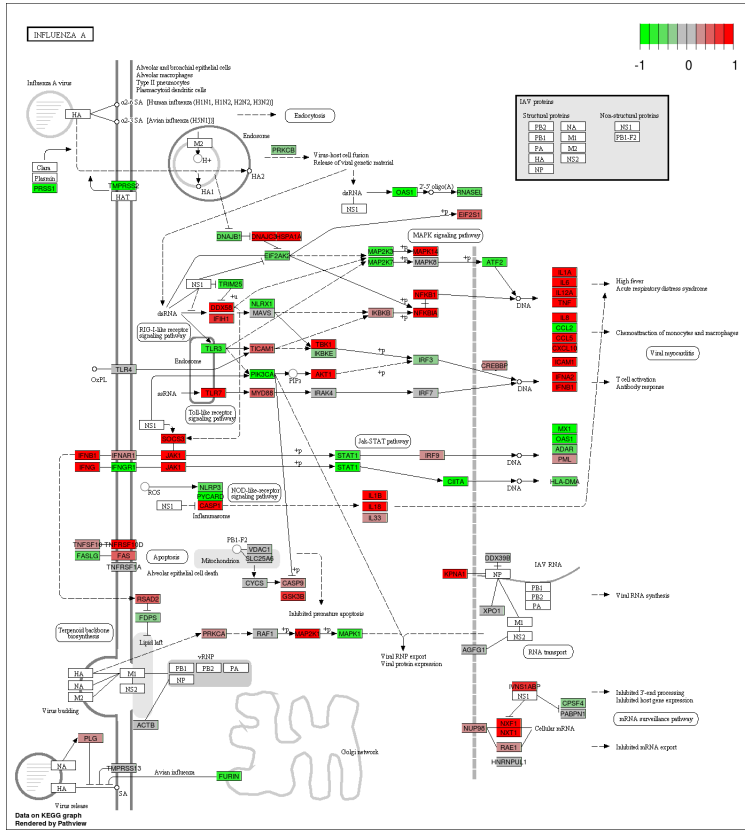 INFLUENZA A
-1 0 1
Alveolar and bronchial epithelial cells
Alveolar macrophages
Type II pneumocytes
Plasmacytoid dendritic cells
Influenza A virus
HA
α2-3 SA [Avian influenza (H5N1)]
Endocytosis
Endosome
M2
H+
HA1
HA2
PRKCB
Virus-host cell fusion
Release of viral genetic material
IAV proteins
Structural proteins
Non-structural proteins
PB2 NA NS1
PB1 M1 PB1-F2
PA M2
HA NS2
NP
Clara
Plasmin
PRSS1
TMPRSS2
HAT
dsRNA
OAS1
2'-5' oligo(A)
RNASEL
NS1
EIF2S1
+p
DNAJB1
HSPA1A
EIF2AK2
MAPK signaling pathway
MAP2K3
MAP2K7
MAPK8
ATF2
DNA
IL1A
IL6
IL12A
TNF
High fever
Acute respiratory distress syndrome
NS1
TRIM25
+u
DDX58
IFIH1
dsRNA
NLRX1
MAVS
IKBKB
NFKB1
NFKBIA
RIG-I-like receptor
signaling pathway
IL8
CCL2
CCL5
CXCL10
Chemoattraction of monocytes and macrophages
Viral myocarditis
TLR3
TICAM1
TBK1
IKBKE
IRF3
CREBBP
ICAM1
IFNB1
T cell activation
Antibody response
OxPL
TLR4
Endosome
PIK3CA
PIP3
AKT1
ssRNA
TLR7
MYD88
IRAK4
IRF7
DNA
Toll-like receptor
signaling pathway
NS1
SOCS3
Jak-STAT pathway
IFNB1
IFNAR1
JAK1
STAT1
IRF9
DNA
MX1
OAS1
ADAR
PML
IFNG
IFNGR1
JAK1
STAT1
CIITA
DNA
HLA-DMA
ROS
NLRP3
PYCARD
CASP1
NS1
Inflammasome
NOD-like-receptor
signaling pathway
IL1B
IL18
IL33
TNFSF10
TNFRSF10D
FASLG
FAS
TNFRSF1A
Apoptosis
Alveolar epithelial cell death
PB1-F2
Mitochondrion
VDAC1
SLC25A6
CYCS
CASP9
GSK3B
Inhibited premature apoptosis
DDX39B
KPNA2
NP
IAV RNA
PB1
PB2
PA
Viral RNA synthesis
XPO1
M1
NS2
AGFG1
RNA transport
RSAD2
FDPS
Terpenoid backbone
biosynthesis
Lipid raft
PRKCA
RAF1
MAP2K1
MAPK1
Viral RNP export
Viral protein expression
HA
NA
M2
M1
NS2
vRNP
PB1 PB2 PA
NP
Virus budding
ACTB
IVNS1ABP
NS1
CPSF4
PABPN1
Inhibited 3'-end processing
Inhibited host gene expression
mRNA surveillance pathway
NUP98
NXF1
NXT1
RAE1
Cellular mRNA
Inhibited mRNA export
HNRNPUL1
PLG
NA
HA
TMPRSS13
SA
Avian influenza
FURIN
Golgi network
Virus release
Data on KEGG graph
Rendered by Pathview